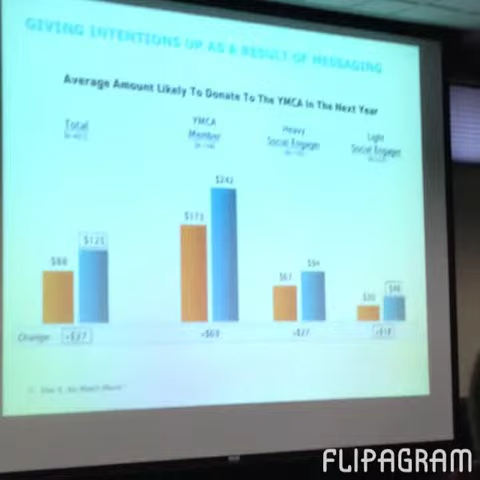 GIVING INTENTIONS UP AS A RESULT OF MESSAGING
Average Amount Likely To Donate To The YMCA In The Next Year
Total
YMCA
Member
Heavy
Social Engager
Light
Social Engager
$88
$125
$173
$242
$67
$94
$30
$48
Change: +$37 +$69 +$27 +$18
FLIPAGRAM